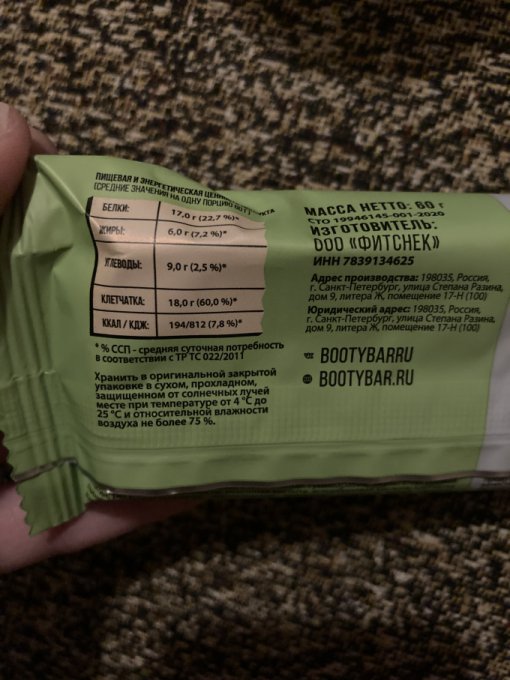 ПИЩЕВАЯ И ЭНЕРГЕТИЧЕСКАЯ
(СРЕДНИЕ ЗНАЧЕНИЯ НА ОДНУ ПОРЦИЮ
БЕЛКИ: 17,0 г (22,7 %)*
ЖИРЫ: 6,0 г (7,2 %)*
УГЛЕВОДЫ: 9,0 г (2,5 %)*
КЛЕТЧАТКА: 18,0 г (60,0 %)*
ККАЛ / КДЖ: 194/812 (7,8 %)*
* % ССП - средняя суточная потребность
в соответствии с ТР ТС 022/2011
Хранить в оригинальной закрытой
упаковке в сухом, прохладном,
защищенном от солнечных лучей
месте при температуре от 4 °С до
25 °С и относительной влажности
воздуха не более 75 %.
МАССА НЕТТО: 60 г
СТО 19946145-001-2020
ИЗГОТОВИТЕЛЬ:
ООО «ФИТСНЕК»
ИНН 7839134625
Адрес производства: 198035, Россия,
г. Санкт-Петербург, улица Степана Разина,
дом 9, литера Ж, помещение 17-Н (100)
Юридический адрес: 198035, Россия,
г. Санкт-Петербург, улица Степана Разина,
дом 9, литера Ж, помещение 17-Н (100)
BOOTYBARRU
BOOTYBAR.RU